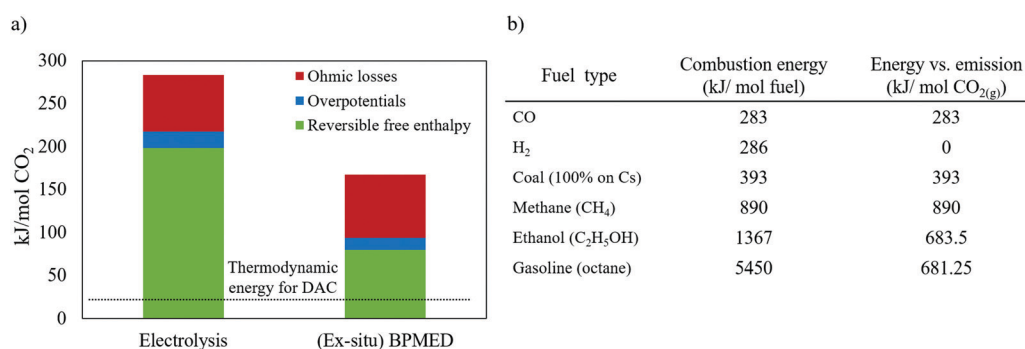 a)
300
250
200
150
100
50
0
kJ/mol CO₂
Ohmic losses
Overpotentials
Reversible free enthalpy
Thermodynamic
energy for DAC
Electrolysis
(Ex-situ) BPMED
b)
Fuel type Combustion energy (kJ/ mol fuel) Energy vs. emission (kJ/ mol CO₂₍g₎)
CO 283 283
H₂ 286 0
Coal (100% on Cs) 393 393
Methane (CH₄) 890 890
Ethanol (C₂H₅OH) 1367 683.5
Gasoline (octane) 5450 681.25